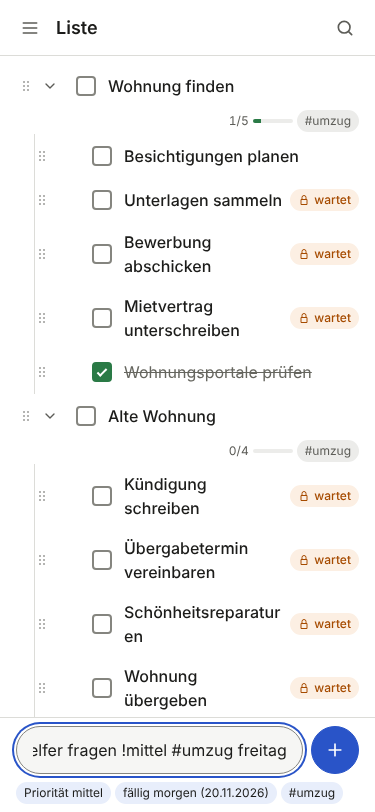 Liste
Wohnung finden
1/5 #umzug
Besichtigungen planen
Unterlagen sammeln wartet
Bewerbung
abschicken
wartet
Mietvertrag
unterschreiben
wartet
Wohnungsportale prüfen
Alte Wohnung
0/4 #umzug
Kündigung
schreiben
wartet
Übergabetermin
vereinbaren
wartet
Schönheitsreparatur
en
wartet
Wohnung
übergeben
wartet
elfer fragen !mittel #umzug freitag
Priorität mittel fällig morgen (20.11.2026) #umzug